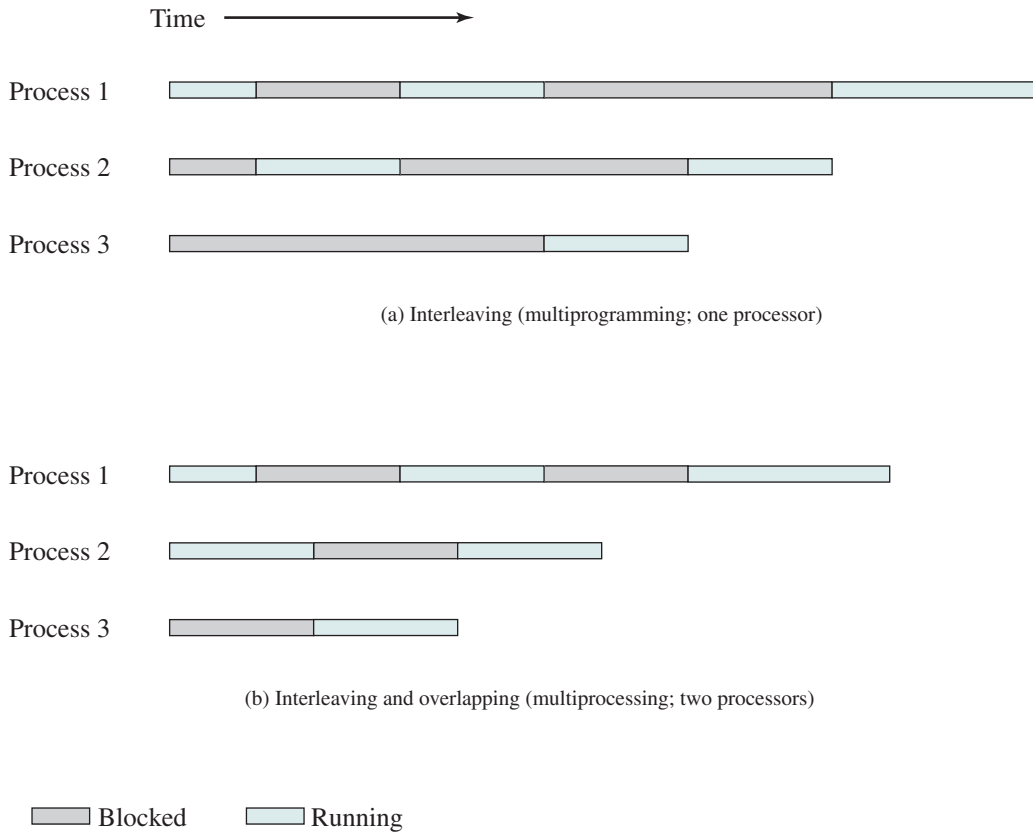 Time
Process 1
Process 2
Process 3
(a) Interleaving (multiprogramming; one processor)
Process 1
Process 2
Process 3
(b) Interleaving and overlapping (multiprocessing; two processors)
Blocked
Running